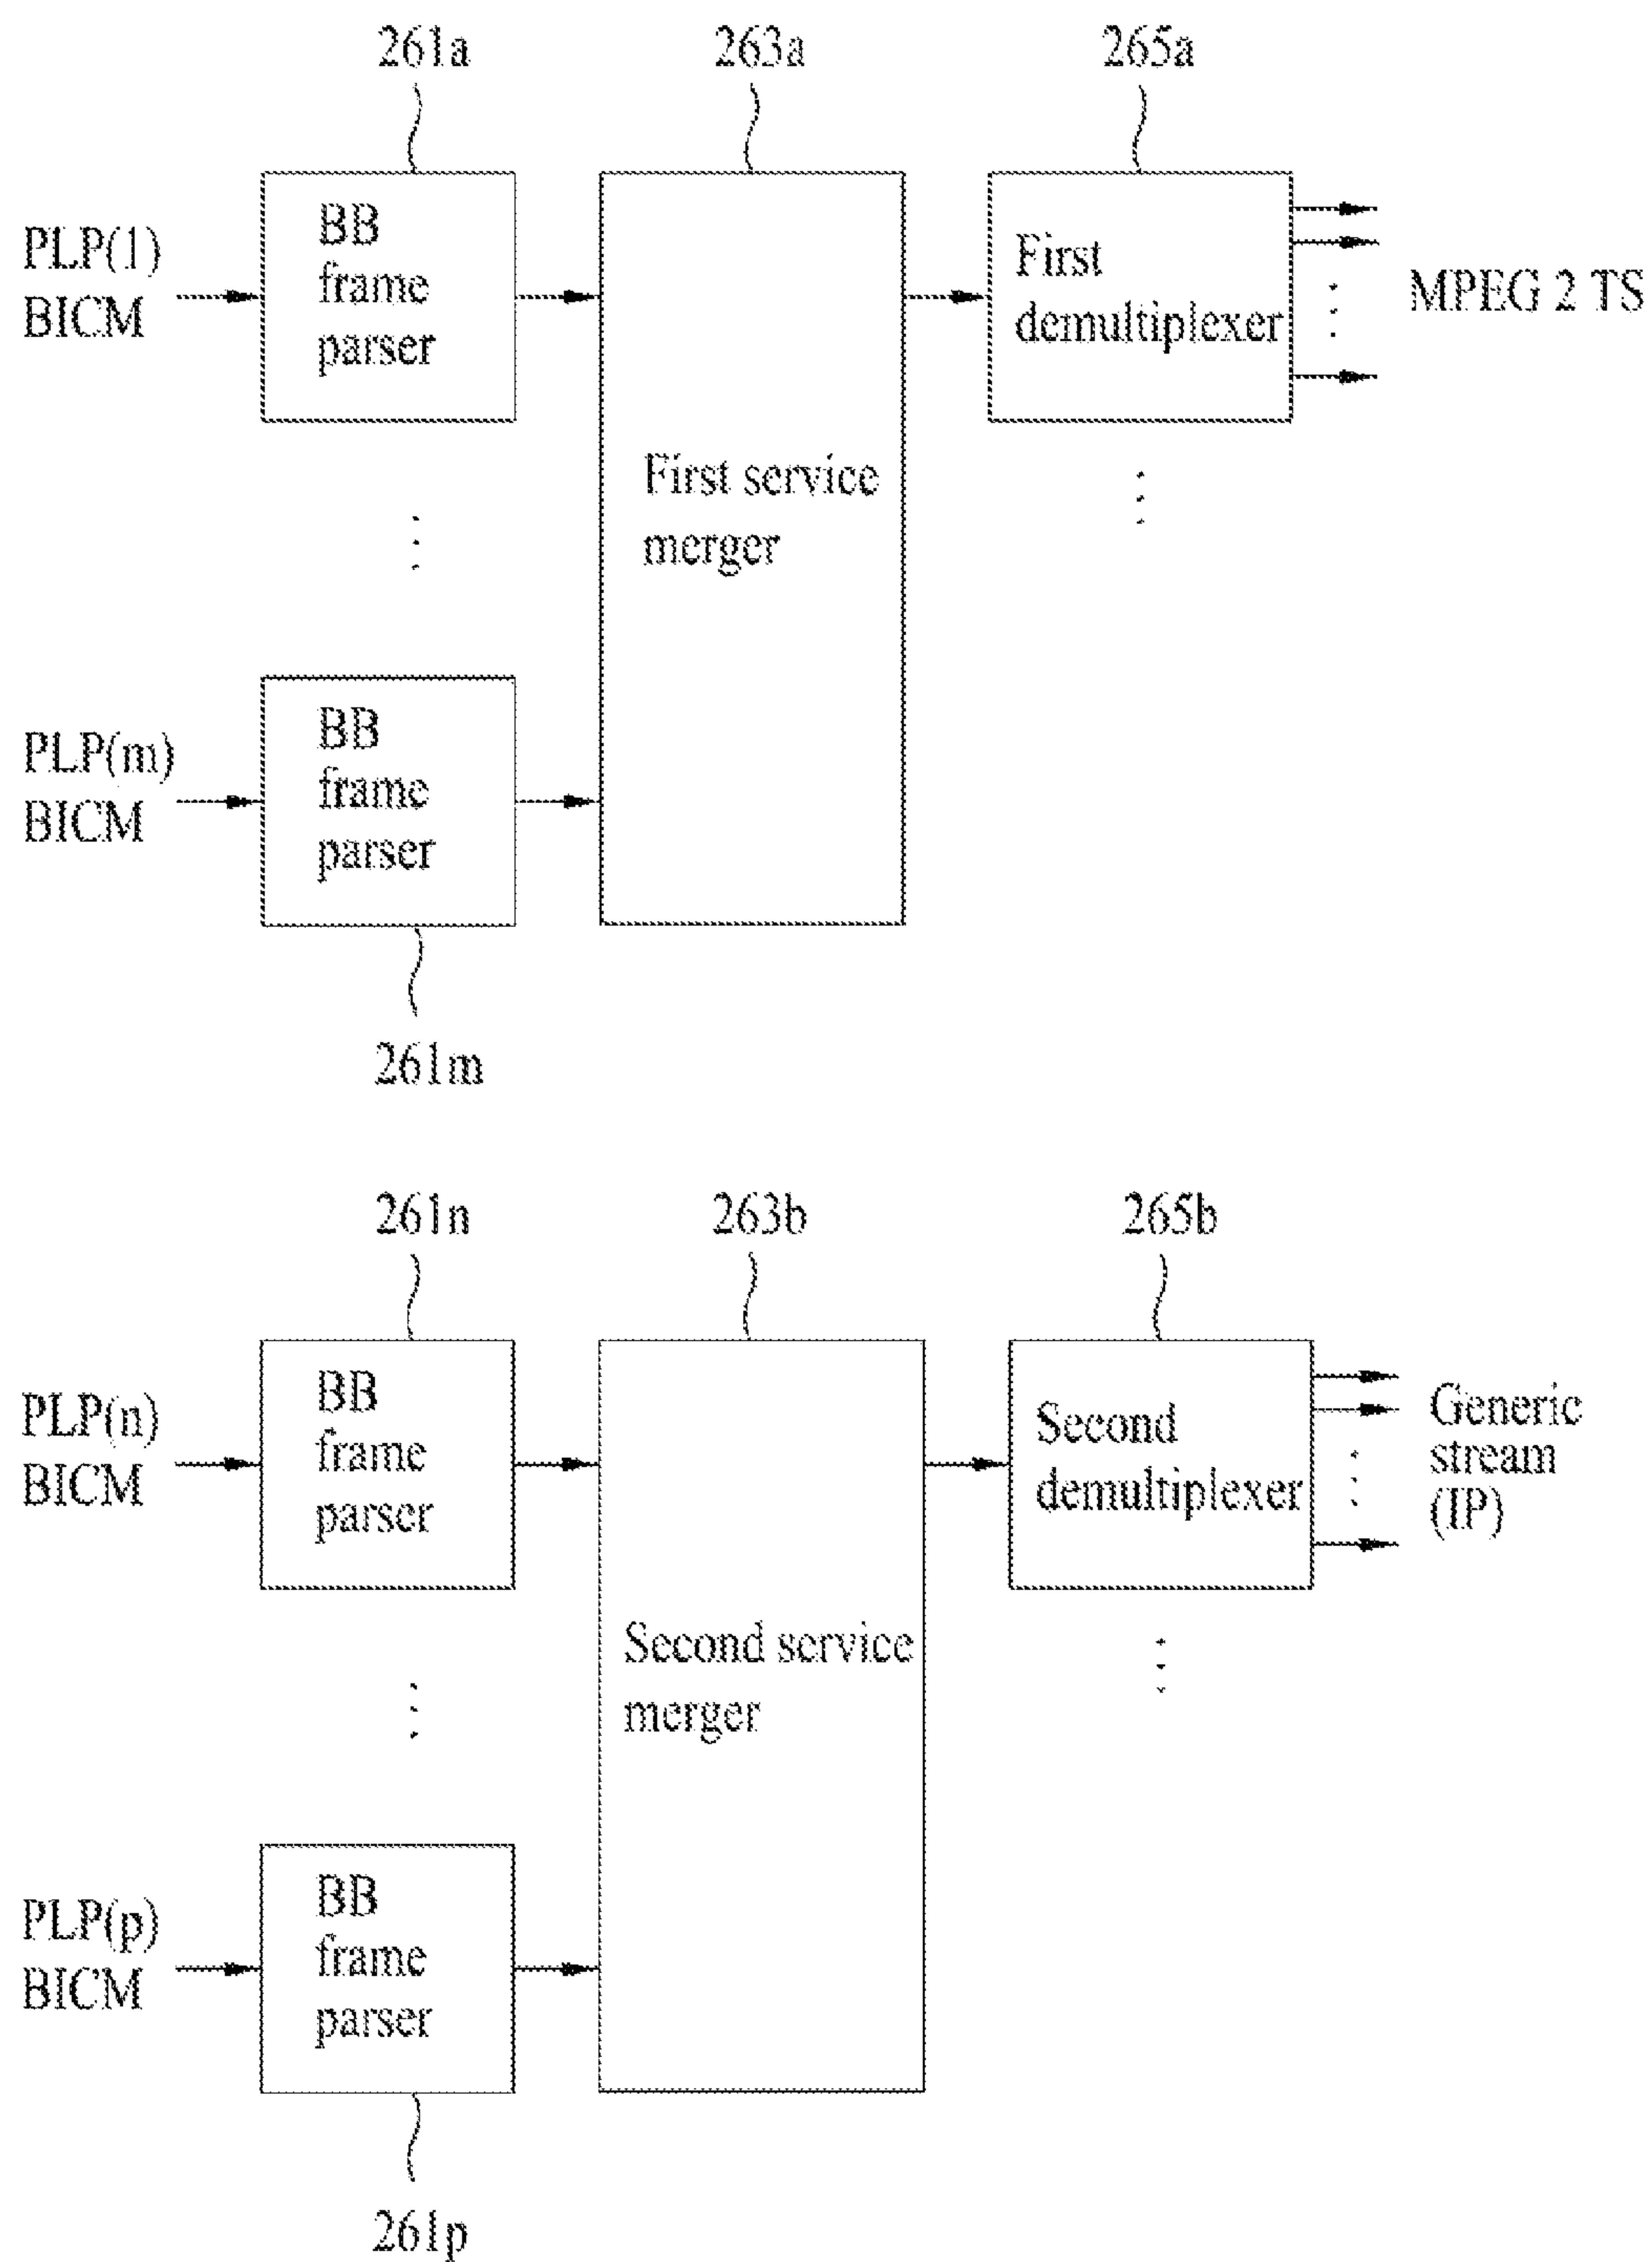 261a
263a
265a
PLP(1)
BICM
BB
frame
parser
First service
merger
First
demultiplexer
MPEG 2 TS
PLP(m)
BICM
BB
frame
parser
261m
261n
263b
265b
PLP(n)
BICM
BB
frame
parser
Second service
merger
Second
demultiplexer
Generic
stream
(IP)
PLP(p)
BICM
BB
frame
parser
261p